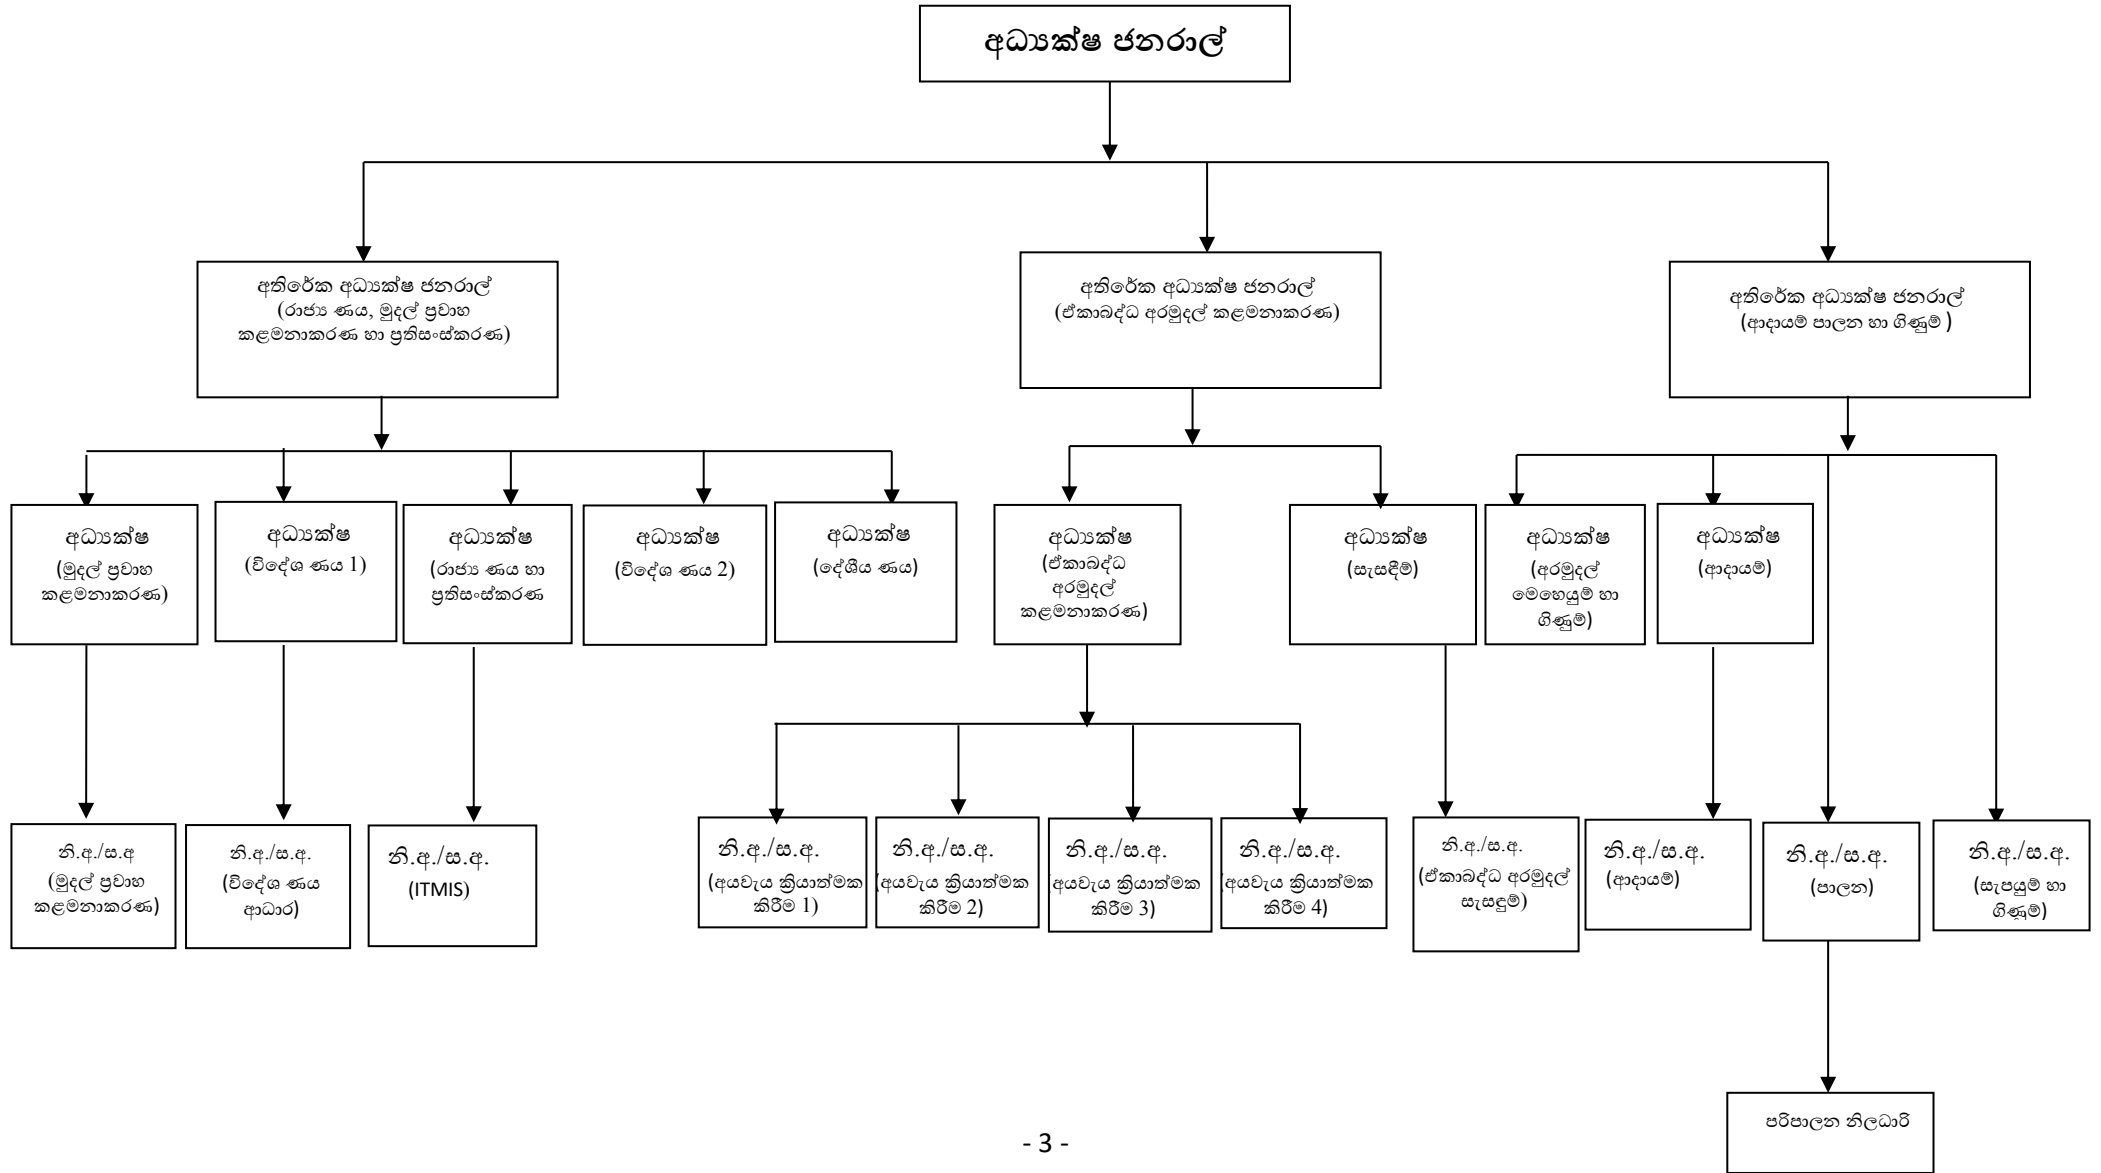 අධ්‍යක්ෂ ජනරාල්
අතිරේක අධ්‍යක්ෂ ජනරාල්
(රාජ්‍ය ණය, මුදල් ප්‍රවාහ
කළමනාකරණ හා ප්‍රතිසංස්කරණ)
අතිරේක අධ්‍යක්ෂ ජනරාල්
(ඒකාබද්ධ අරමුදල් කළමනාකරණ)
අතිරේක අධ්‍යක්ෂ ජනරාල්
(ආදායම් පාලන හා ගිණුම් )
අධ්‍යක්ෂ
(මුදල් ප්‍රවාහ
කළමනාකරණ)
අධ්‍යක්ෂ
(විදේශ ණය 1)
අධ්‍යක්ෂ
(රාජ්‍ය ණය හා
ප්‍රතිසංස්කරණ
අධ්‍යක්ෂ
(විදේශ ණය 2)
අධ්‍යක්ෂ
(දේශීය ණය)
අධ්‍යක්ෂ
(ඒකාබද්ධ
අරමුදල්
කළමනාකරණ)
අධ්‍යක්ෂ
(සැසඳීම්)
අධ්‍යක්ෂ
(අරමුදල්
මෙහෙයුම් හා
ගිණුම්)
අධ්‍යක්ෂ
(ආදායම්)
නි.අ./ස.අ
(මුදල් ප්‍රවාහ
කළමනාකරණ)
නි.අ./ස.අ.
(විදේශ ණය
ආධාර)
නි.අ./ස.අ.
(ITMIS)
නි.අ./ස.අ.
(අයවැය ක්‍රියාත්මක
කිරීම 1)
නි.අ./ස.අ.
(අයවැය ක්‍රියාත්මක
කිරීම 2)
නි.අ./ස.අ.
(අයවැය ක්‍රියාත්මක
කිරීම 3)
නි.අ./ස.අ.
(අයවැය ක්‍රියාත්මක
කිරීම 4)
නි.අ./ස.අ.
(ඒකාබද්ධ අරමුදල්
සැසඳුම්)
නි.අ./ස.අ.
(ආදායම්)
නි.අ./ස.අ.
(පාලන)
නි.අ./ස.අ.
(සැපයුම් හා
ගිණුම්)
පරිපාලන නිලධාරි
- 3 -